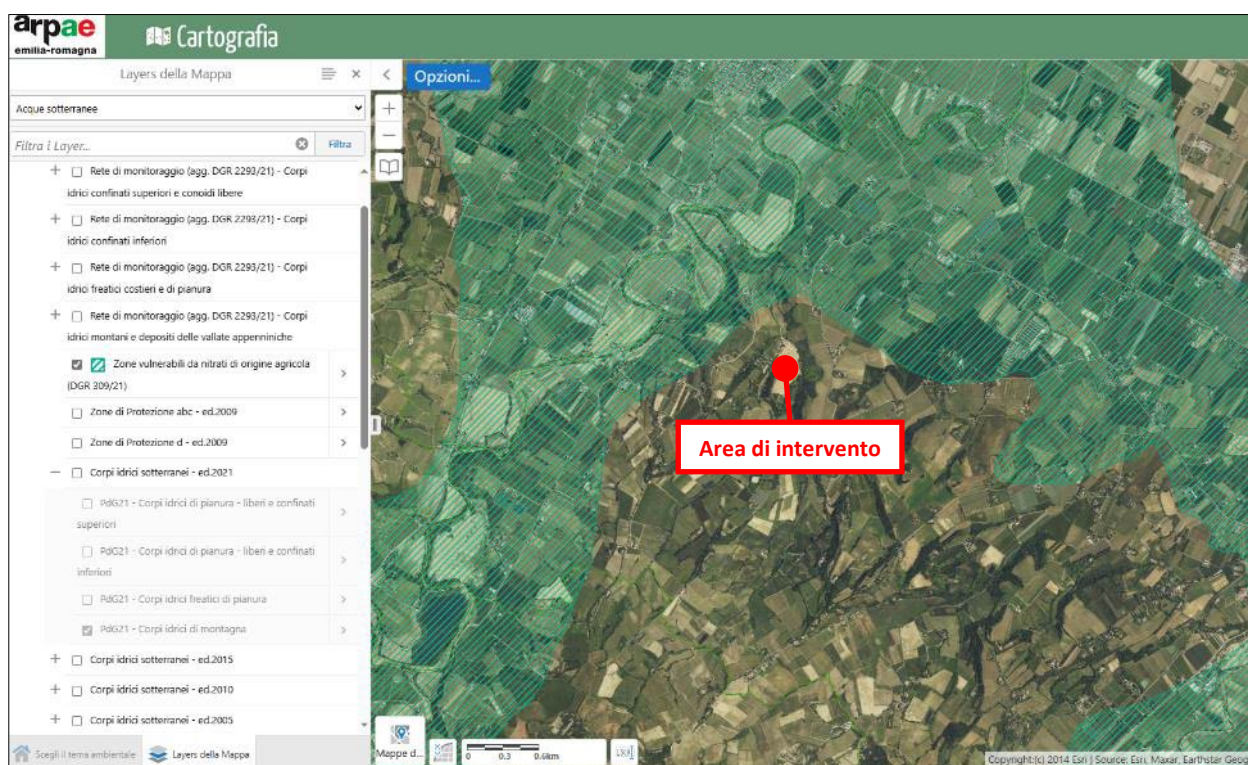 arpae
emilia-romagna
Cartografia
Layers della Mappa
Opzioni...
Acque sotterranee
Filtra i Layer...
Filtra
Rete di monitoraggio (agg. DGR 2293/21) - Corpi
idrici confinati superiori e conoidi libere
Rete di monitoraggio (agg. DGR 2293/21) - Corpi
idrici confinati inferiori
Rete di monitoraggio (agg. DGR 2293/21) - Corpi
idrici freatici costieri e di pianura
Rete di monitoraggio (agg. DGR 2293/21) - Corpi
idrici montani e depositi delle vallate appenniniche
Zone vulnerabili da nitrati di origine agricola
(DGR 309/21)
Zone di Protezione abc - ed.2009
Zone di Protezione d - ed.2009
Corpi idrici sotterranei - ed.2021
PdG21 - Corpi idrici di pianura - liberi e confinati
superiori
PdG21 - Corpi idrici di pianura - liberi e confinati
inferiori
PdG21 - Corpi idrici freatici di pianura
PdG21 - Corpi idrici di montagna
Corpi idrici sotterranei - ed.2015
Corpi idrici sotterranei - ed.2010
Corpi idrici sotterranei - ed.2005
Scegli il tema ambientale
Layers della Mappa
Area di intervento
Mappe d...
0 0.3 0.6km
Copyright:(c) 2014 Esri | Source: Esri, Maxar, Earthstar Geog